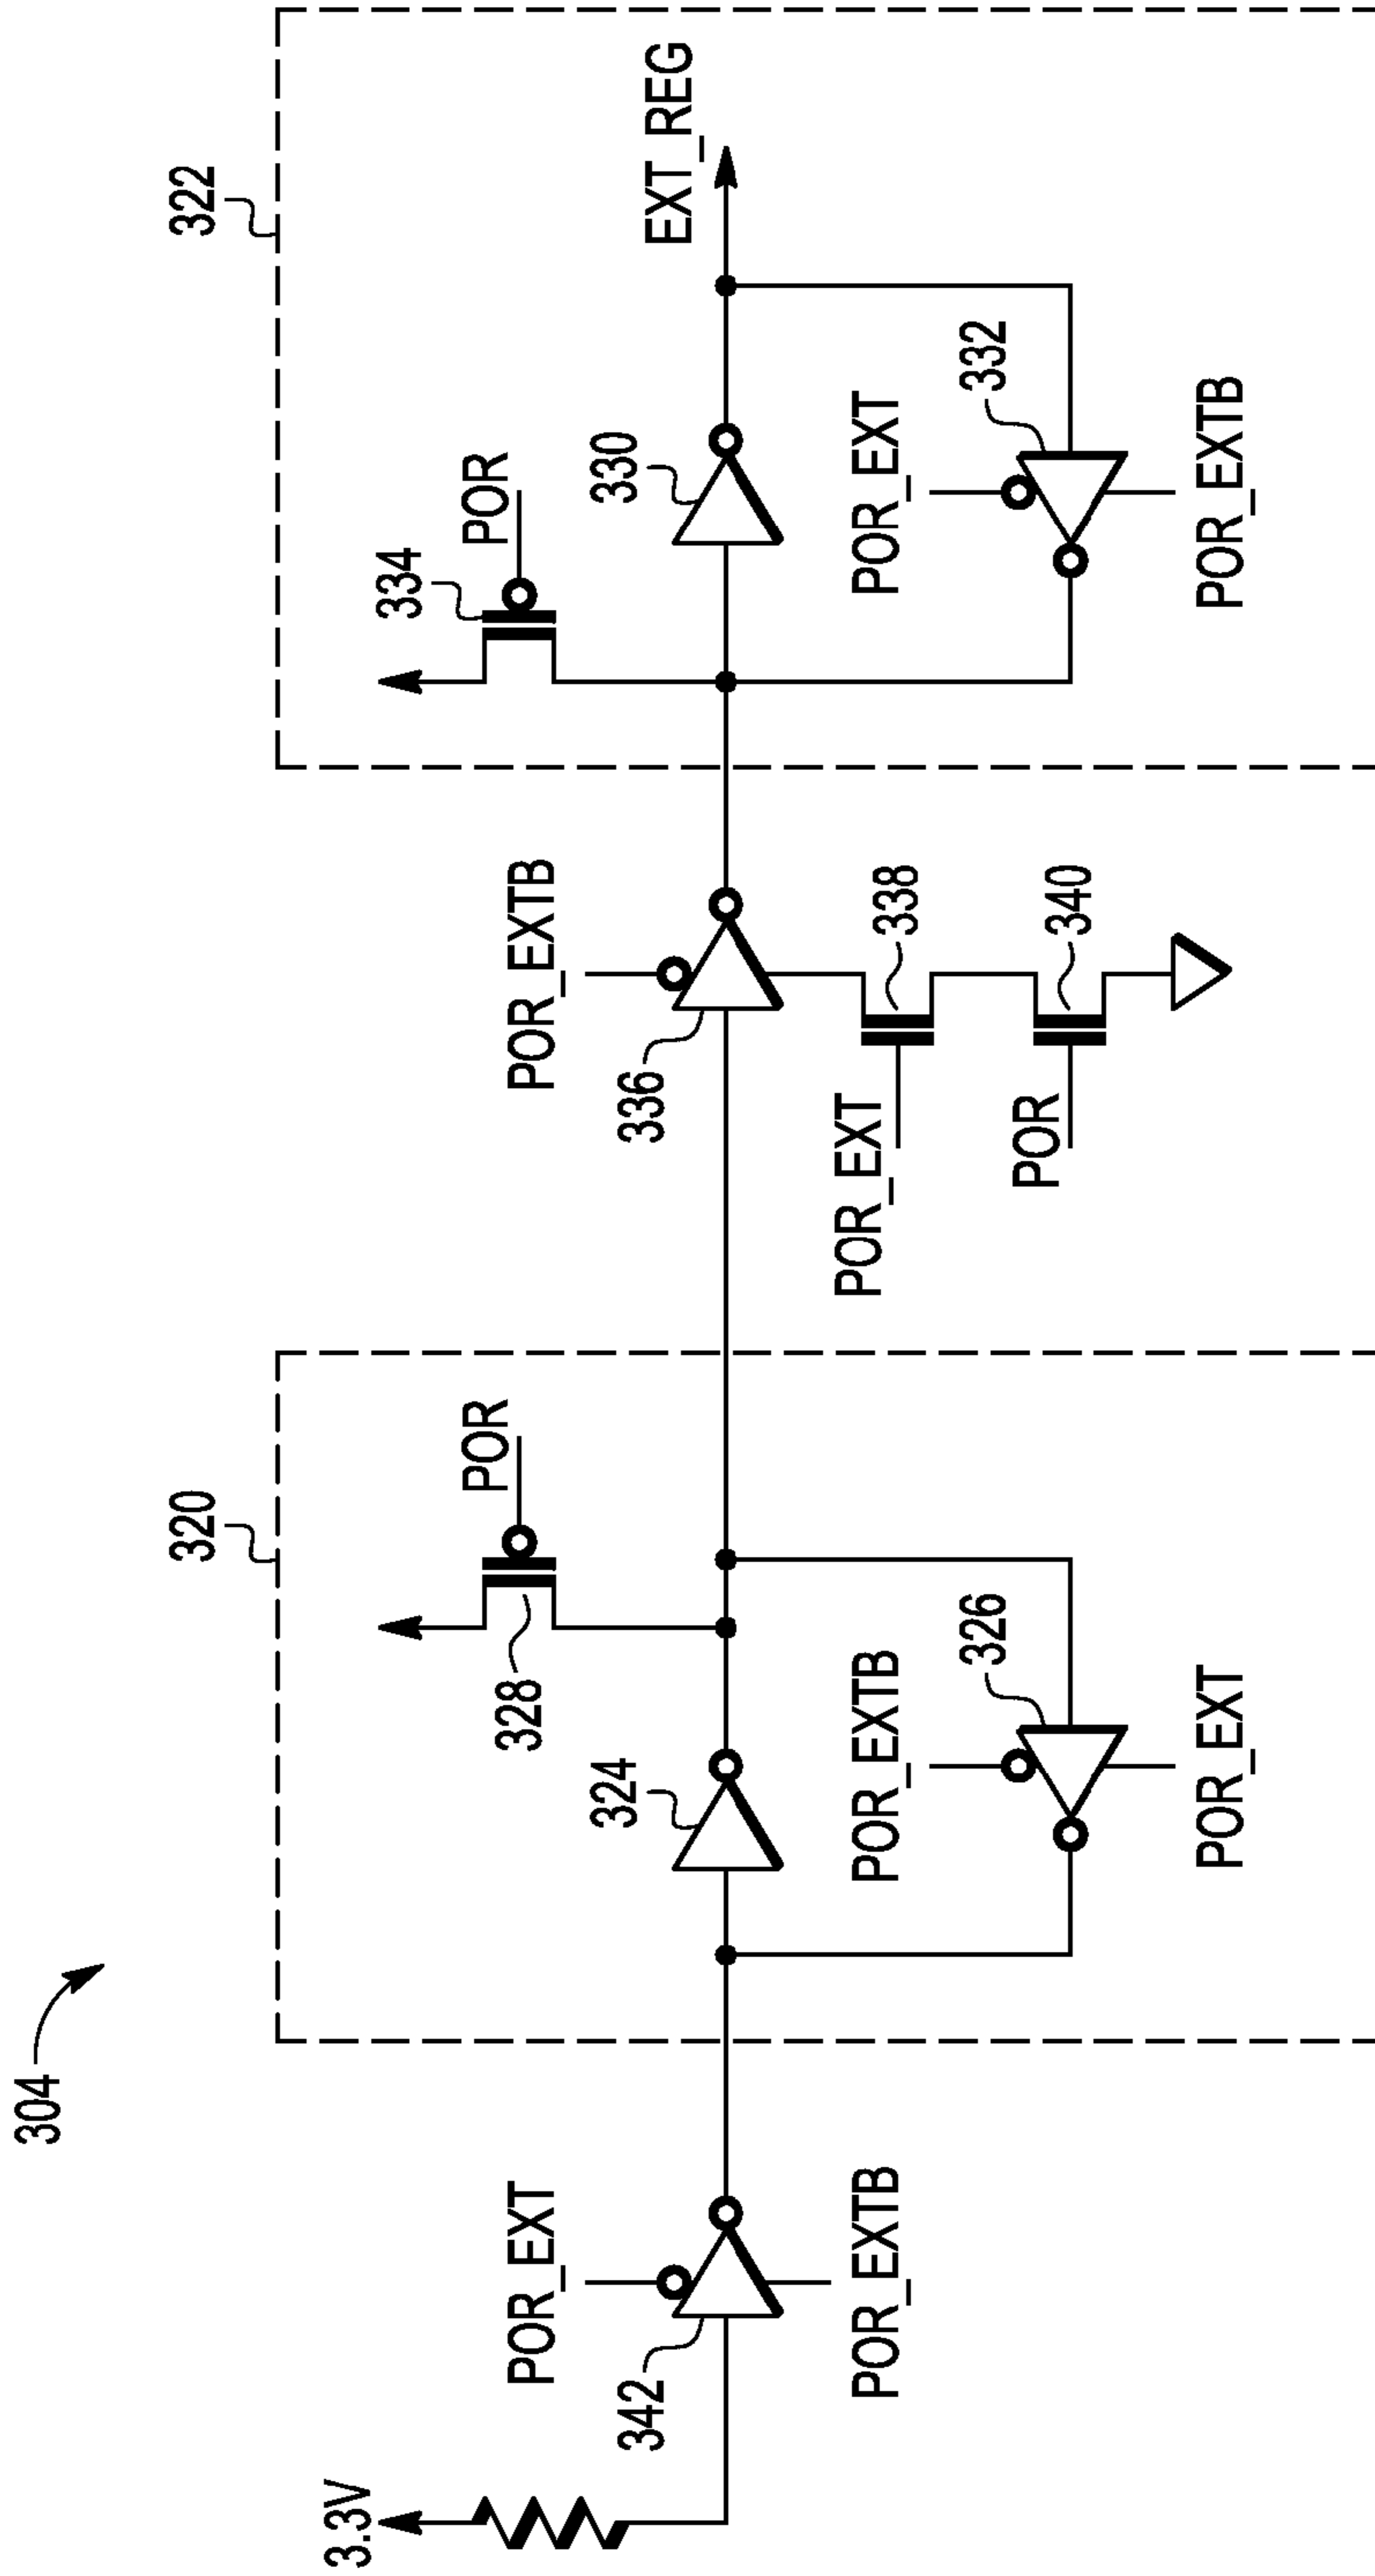 304
320
322
3.3V
342
POR_EXT
POR_EXTB
324
328
POR
326
POR_EXTB
POR_EXT
336
POR_EXTB
POR_EXT
338
POR
340
334
POR
330
EXT_REG
332
POR_EXT
POR_EXTB